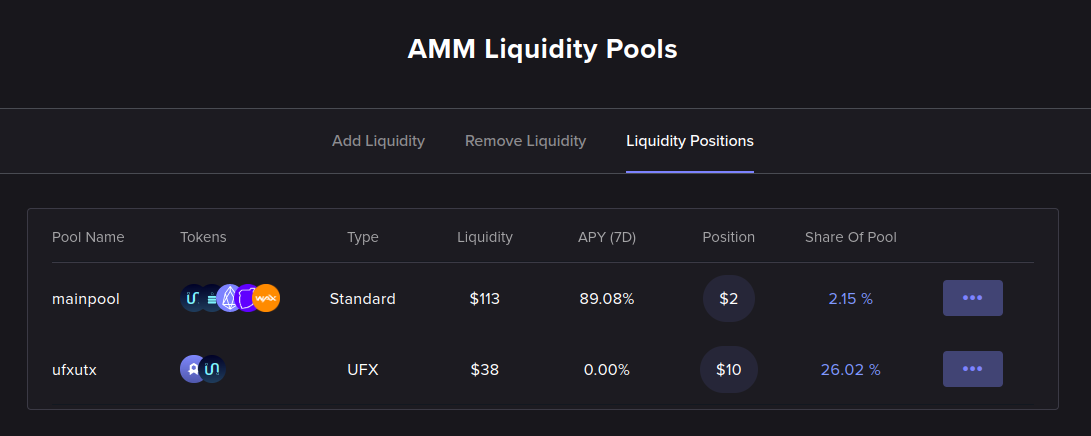 AMM Liquidity Pools
Add Liquidity Remove Liquidity Liquidity Positions
Pool Name Tokens Type Liquidity APY (7D) Position Share Of Pool
mainpool Standard $113 89.08% $2 2.15 % •••
ufxutx UFX $38 0.00% $10 26.02 % •••